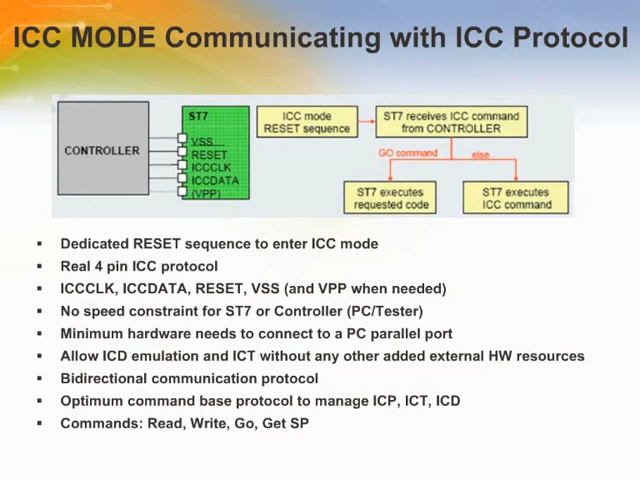 ICC MODE Communicating with ICC Protocol
CONTROLLER
ST7
VSS
RESET
ICCCLK
ICCDATA
(VPP)
ICC mode
RESET sequence
ST7 receives ICC command
from CONTROLLER
GO command
else
ST7 executes
requested code
ST7 executes
ICC command
▪ Dedicated RESET sequence to enter ICC mode
▪ Real 4 pin ICC protocol
▪ ICCCLK, ICCDATA, RESET, VSS (and VPP when needed)
▪ No speed constraint for ST7 or Controller (PC/Tester)
▪ Minimum hardware needs to connect to a PC parallel port
▪ Allow ICD emulation and ICT without any other added external HW resources
▪ Bidirectional communication protocol
▪ Optimum command base protocol to manage ICP, ICT, ICD
▪ Commands: Read, Write, Go, Get SP